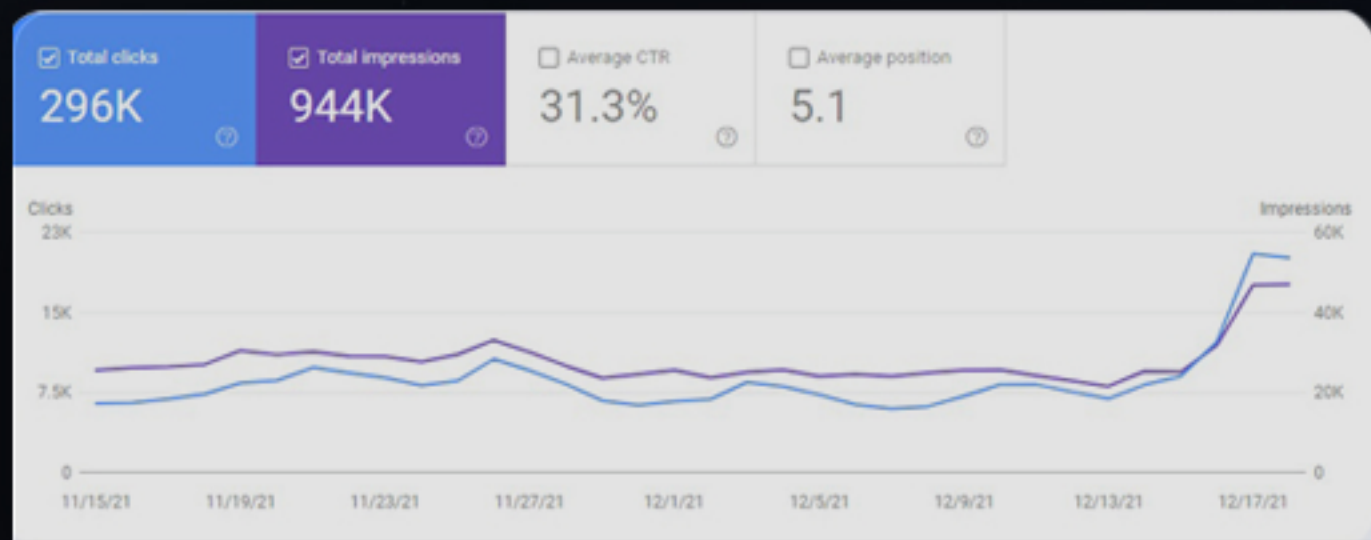 Total clicks
296K
Total impressions
944K
Average CTR
31.3%
Average position
5.1
Clicks
Impressions
23K
60K
15K
40K
7.5K
20K
0
0
11/15/21 11/19/21 11/23/21 11/27/21 12/1/21 12/5/21 12/9/21 12/13/21 12/17/21